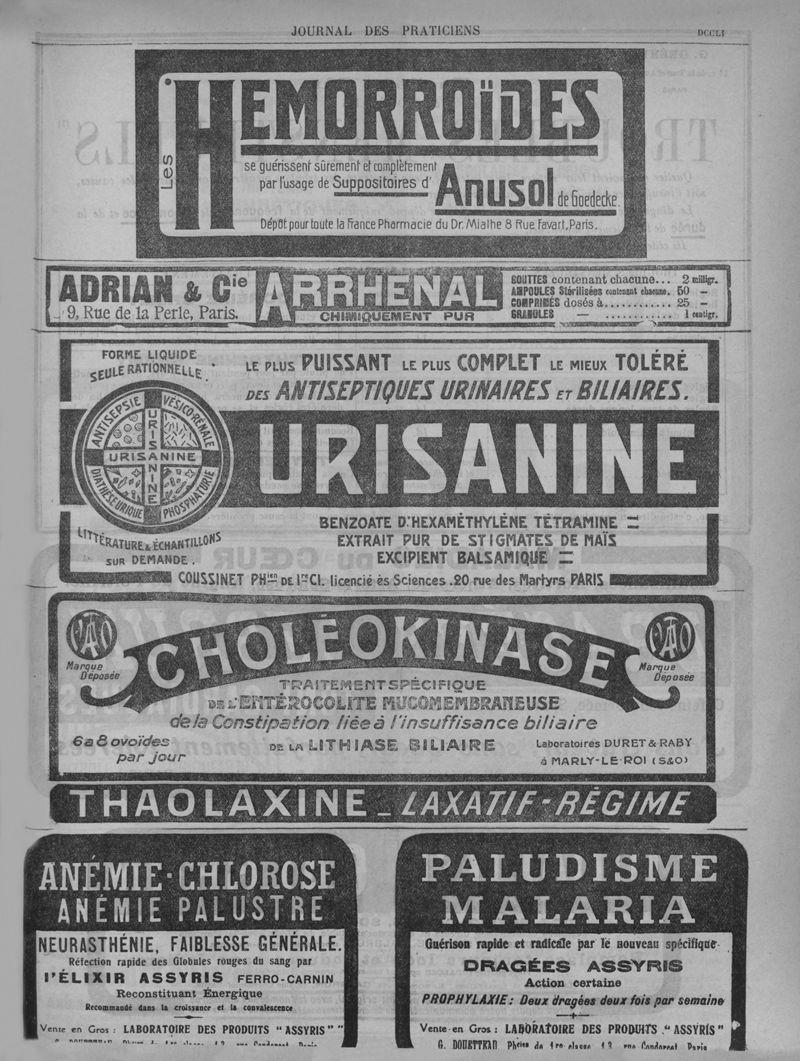 JOURNAL DES PRATICIENS
DCCLI
LES HEMORROÏDES
se guérissent sûrement et complètement
par l'usage de Suppositoires d' Anusol de Goedecke.
Dépôt pour toute la France Pharmacie du Dr. Mialhe 8 Rue Favart, Paris.
ADRIAN & Cie
9, Rue de la Perle, Paris.
ARRHENAL
CHIMIQUEMENT PUR
GOUTTES contenant chacune... 2 milligr.
AMPOULES Stérilisées contenant chacune. 50 —
COMPRIMÉS dosés à........... 25 —
GRANULES — ........... 1 centigr.
FORME LIQUIDE
SEULE RATIONNELLE.
LE PLUS PUISSANT LE PLUS COMPLET LE MIEUX TOLÉRÉ
DES ANTISEPTIQUES URINAIRES ET BILIAIRES.
ANTISEPSIE VESICO-RÉNALE
URISANINE
URISANINE
DIATHÈSE URIQUE PHOSPHATURIE
URISANINE
LITTÉRATURE & ÉCHANTILLONS
SUR DEMANDE.
BENZOATE D'HEXAMÉTHYLÈNE TÉTRAMINE =
EXTRAIT PUR DE STIGMATES DE MAÏS
EXCIPIENT BALSAMIQUE =
COUSSINET PHien DE 1re Cl. licencié ès Sciences. 20 rue des Martyrs PARIS
CHOLÉOKINASE
Marque
Déposée
Marque
Déposée
TRAITEMENT SPÉCIFIQUE
DE L'ENTÉROCOLITE MUCOMEMBRANEUSE
de la Constipation liée à l'insuffisance biliaire
6 a 8 ovoïdes
par jour
DE LA LITHIASE BILIAIRE
Laboratoires DURET & RABY
à MARLY-LE-ROI (S&O)
THAOLAXINE _ LAXATIF-RÉGIME
ANÉMIE-CHLOROSE
ANÉMIE PALUSTRE
NEURASTHÉNIE, FAIBLESSE GÉNÉRALE.
Réfection rapide des Globules rouges du sang par
l'ÉLIXIR ASSYRIS FERRO-CARNIN
Reconstituant Énergique
Recommandé dans la croissance et la convalescence
Vente en Gros : LABORATOIRE DES PRODUITS "ASSYRIS"
PALUDISME
MALARIA
Guérison rapide et radicale par le nouveau spécifique
DRAGÉES ASSYRIS
Action certaine
PROPHYLAXIE : Deux dragées deux fois par semaine
Vente en Gros : LABORATOIRE DES PRODUITS "ASSYRIS"